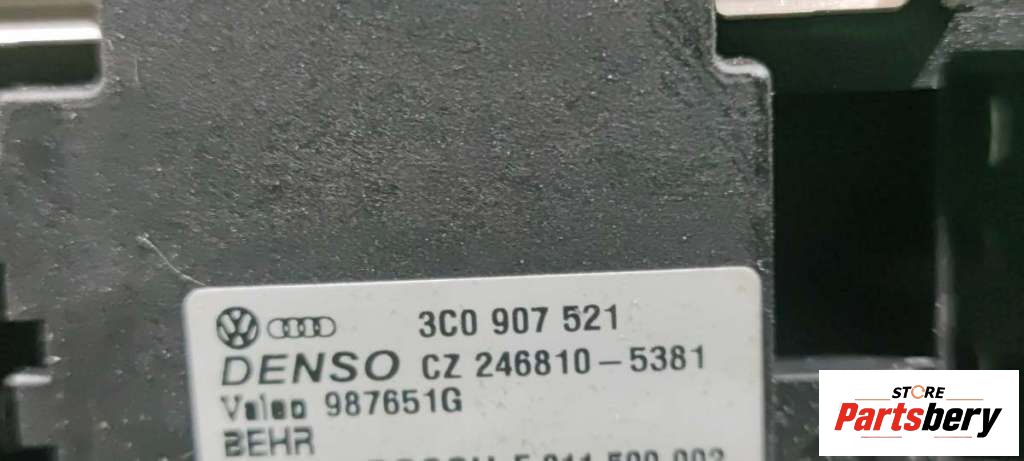 3C0 907 521
DENSO CZ 246810-5381
Valeo 987651G
BEHR
STORE
Partsbery